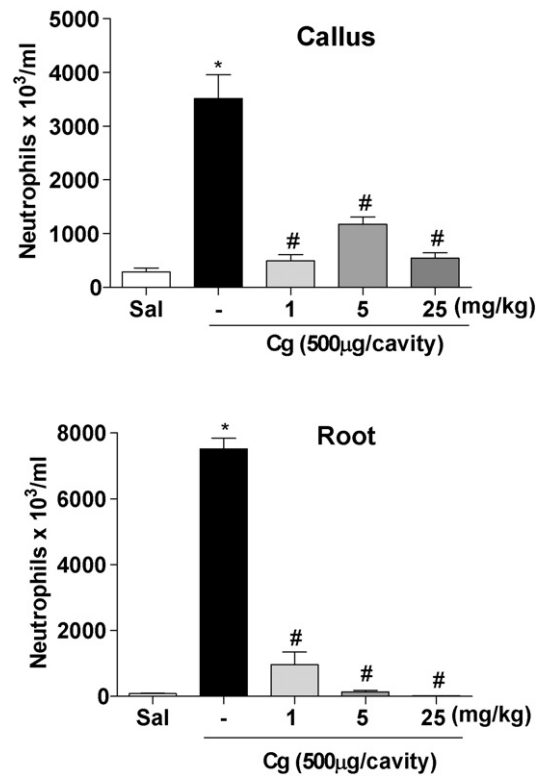 Callus
Neutrophils x 10³/ml
5000
4000
3000
2000
1000
0
*
#
#
#
Sal - 1 5 25 (mg/kg)
Cg (500µg/cavity)
Root
Neutrophils x 10³/ml
8000
6000
4000
2000
0
*
#
#
#
Sal - 1 5 25 (mg/kg)
Cg (500µg/cavity)